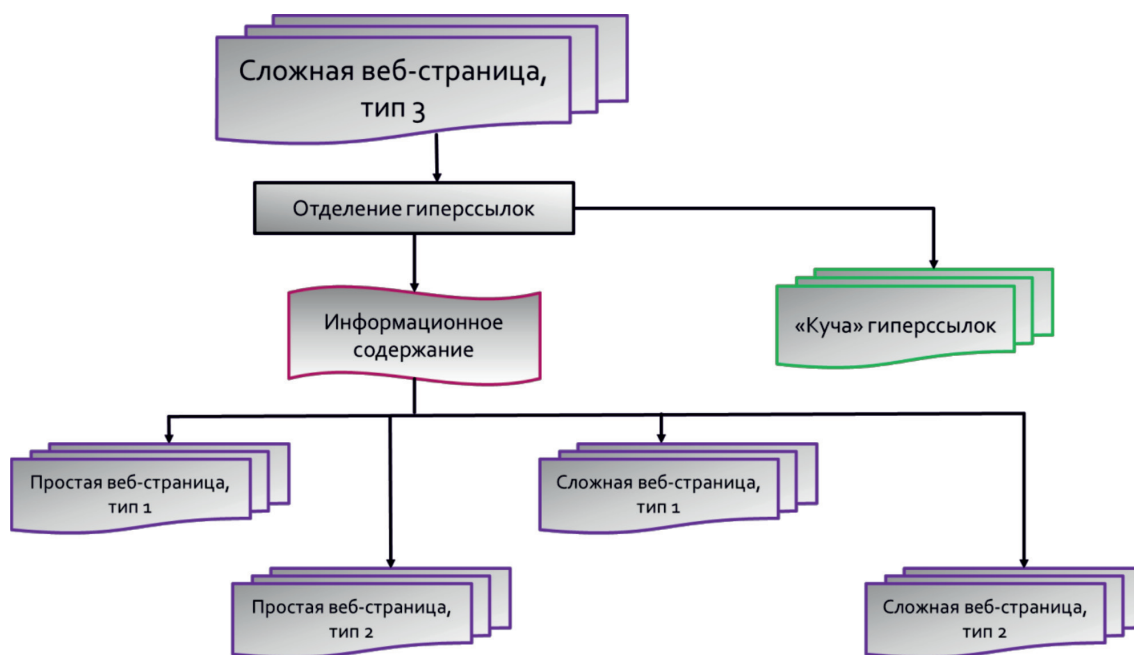 Сложная веб-страница,
тип 3
Отделение гиперссылок
Информационное
содержание
«Куча» гиперссылок
Простая веб-страница,
тип 1
Сложная веб-страница,
тип 1
Простая веб-страница,
тип 2
Сложная веб-страница,
тип 2